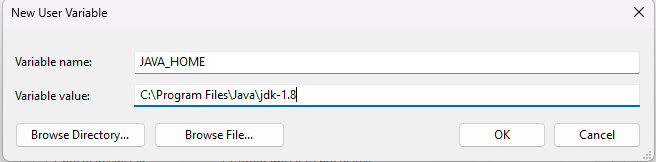 New User Variable
Variable name:
JAVA_HOME
Variable value:
C:\Program Files\Java\jdk-1.8
Browse Directory...
Browse File...
OK
Cancel